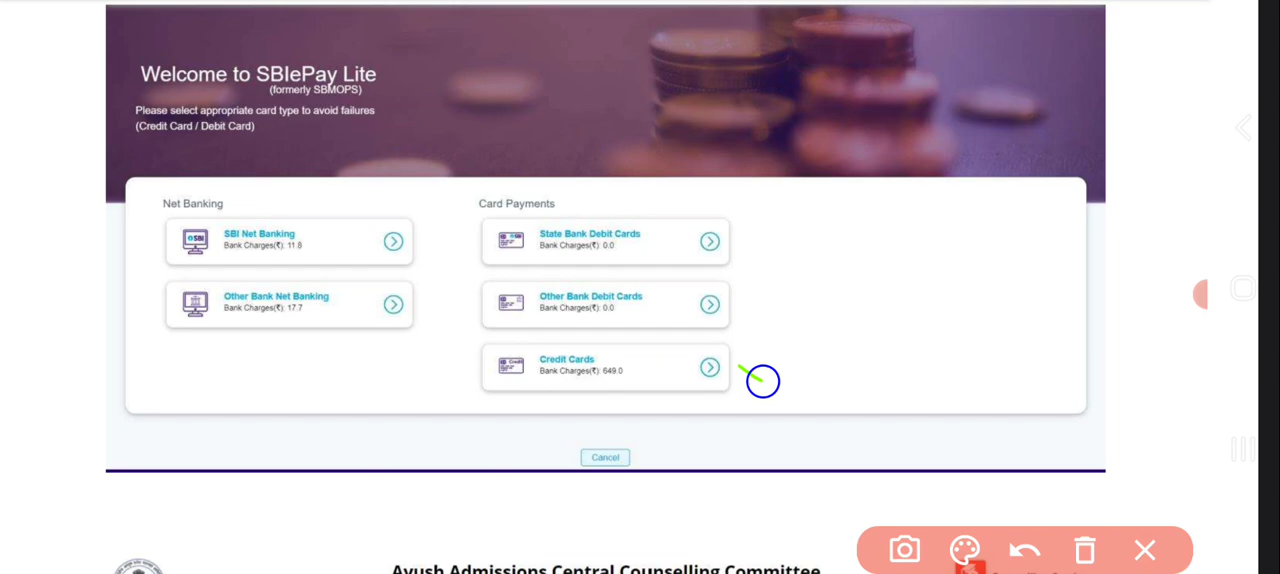 Welcome to SBIePay Lite
(formerly SBMOPS)
Please select appropriate card type to avoid failures
(Credit Card / Debit Card)
Net Banking
SBI Net Banking
Bank Charges(₹): 11.8
Other Bank Net Banking
Bank Charges(₹): 17.7
Card Payments
State Bank Debit Cards
Bank Charges(₹): 0.0
Other Bank Debit Cards
Bank Charges(₹): 0.0
Credit Cards
Bank Charges(₹): 649.0
Cancel
Ayush Admissions Central Counselling Committee